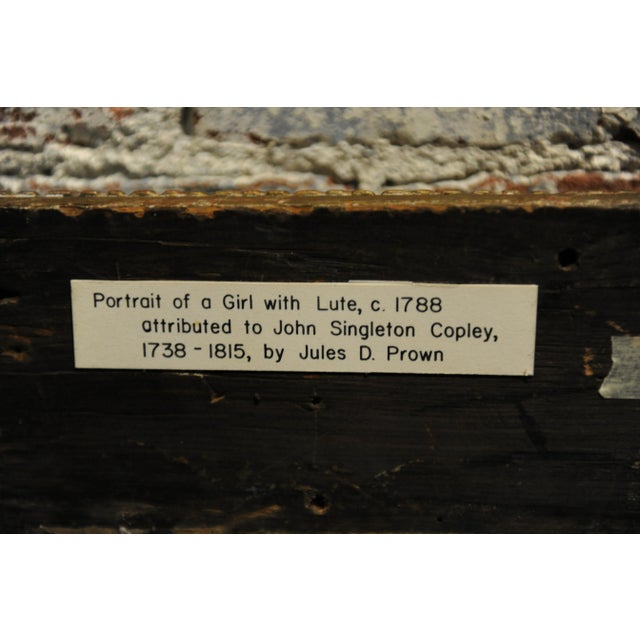 Portrait of a Girl with Lute, c. 1788
attributed to John Singleton Copley,
1738 - 1815, by Jules D. Prown